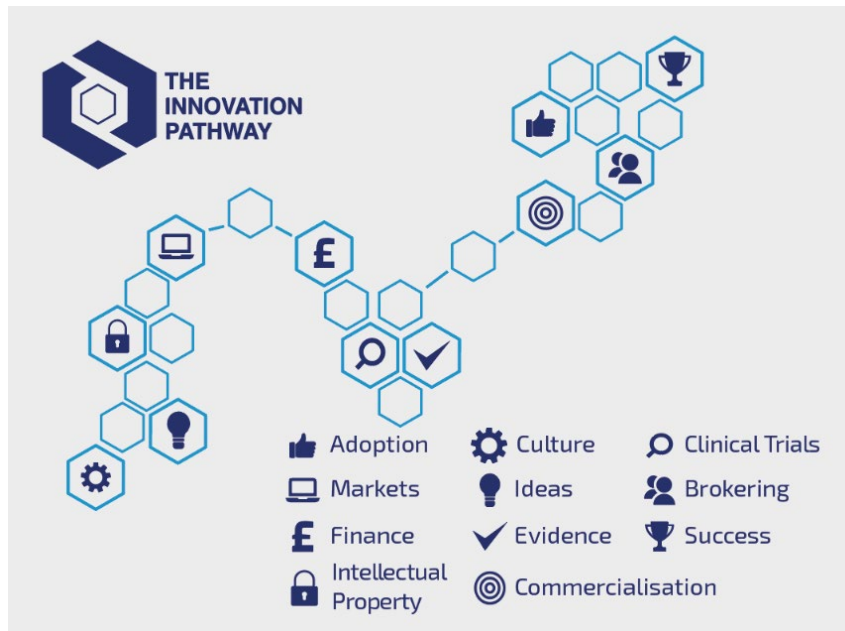 THE
INNOVATION
PATHWAY
£
Adoption
Culture
Clinical Trials
Markets
Ideas
Brokering
£ Finance
Evidence
Success
Intellectual
Property
Commercialisation